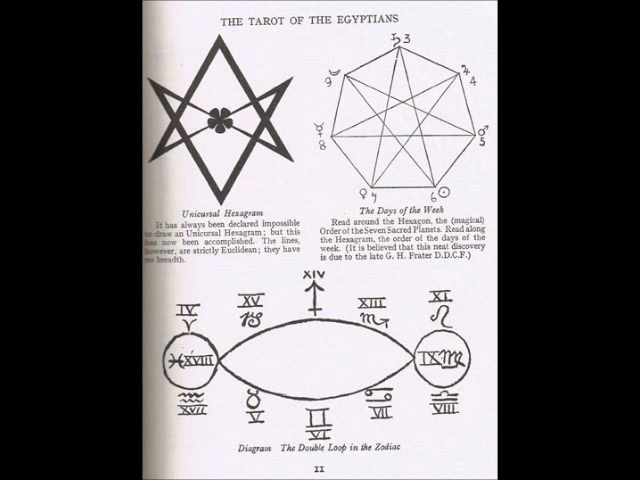 THE TAROT OF THE EGYPTIANS
♄ 3
☽ 9
♃ 4
☿ 8
♂ 5
♀ 7
6 ☉
Unicursal Hexagram
It has always been declared impossible
to draw an Unicursal Hexagram; but this
has now been accomplished. The lines,
however, are strictly Euclidean; they have
no breadth.
The Days of the Week
Read around the Hexaçon, the (magical)
Order of the Seven Sacred Planets. Read along
the Hexagram, the order of the days of the
week. (It is believed that this neat discovery
is due to the late G. H. Frater D.D.C.F.)
XIV
XV
XIII
XI
IV
♑
♏
♌
♈
♐
♓ XVIII
IX ♍
♒
♉
♊
♋
♎
XVII
V
VI
VII
VIII
Diagram The Double Loop in the Zodiac
11